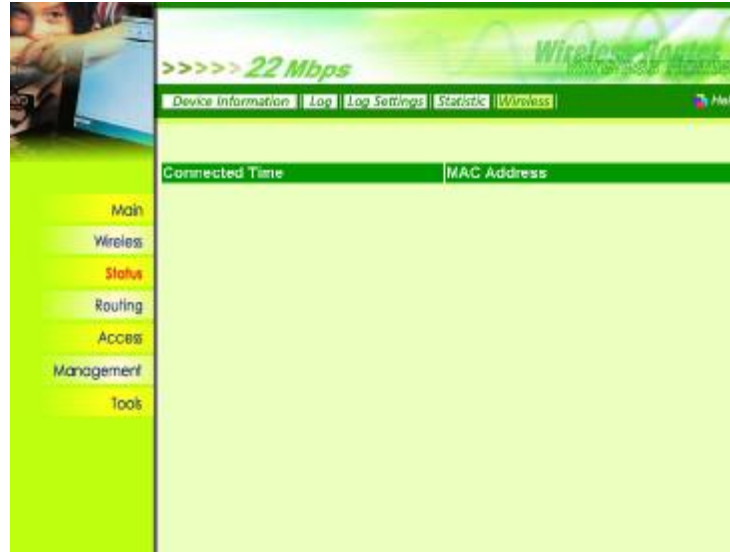 Wireless Router
>>>>> 22 Mbps
Device Information Log Log Settings Statistic Wireless
Connected Time MAC Address
Main
Wireless
Status
Routing
Access
Management
Tools